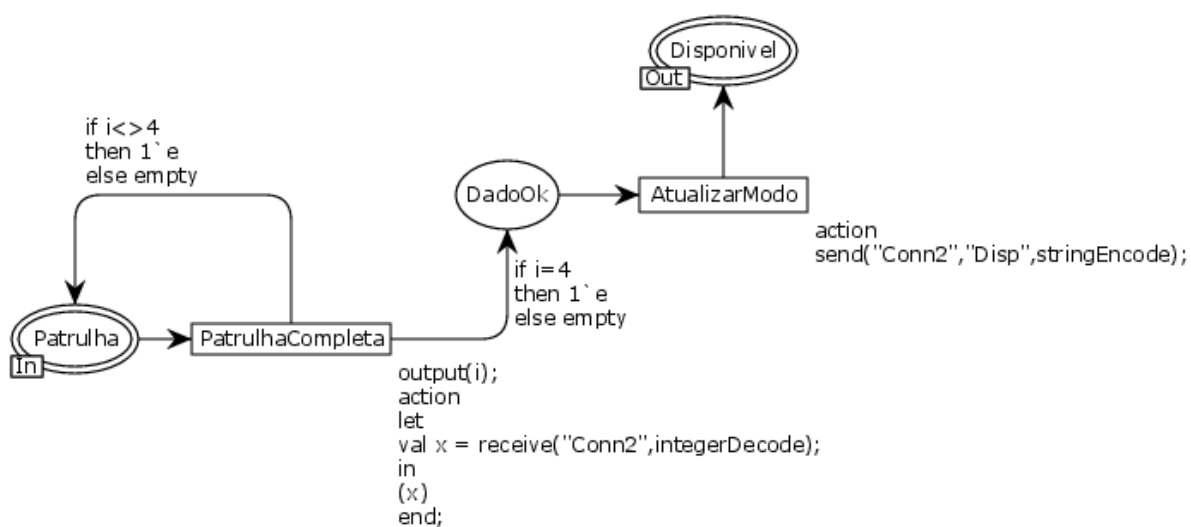 Disponivel
Out
if i<>4
then 1`e
else empty
DadoOk
AtualizarModo
action
send("Conn2","Disp",stringEncode);
if i=4
then 1`e
else empty
Patrulha
In
PatrulhaCompleta
output(i);
action
let
val x = receive("Conn2",integerDecode);
in
(x)
end;